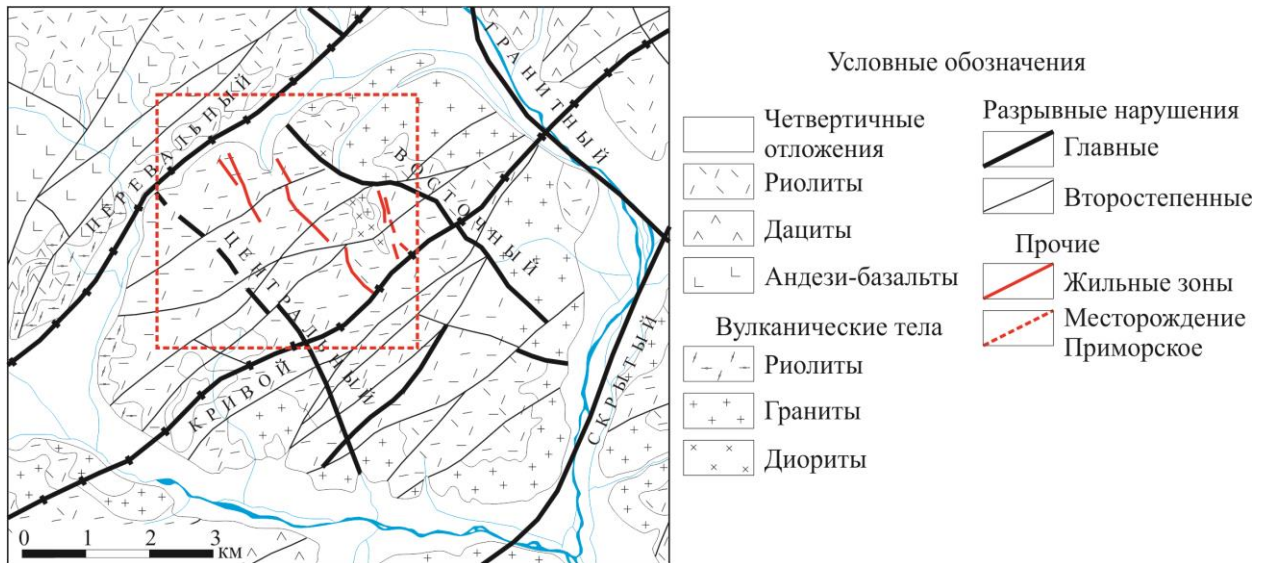 ПЕРЕВАЛЬНЫЙ
ГРАНИТНЫЙ
ВОСТОЧНЫЙ
ЦЕНТРАЛЬНЫЙ
КРИВОЙ
СКРЫТЫЙ
0 1 2 3
км
Условные обозначения
Четвертичные
отложения
Риолиты
Дациты
Андези-базальты
Вулканические тела
Риолиты
Граниты
Диориты
Разрывные нарушения
Главные
Второстепенные
Прочие
Жильные зоны
Месторождение
Приморское